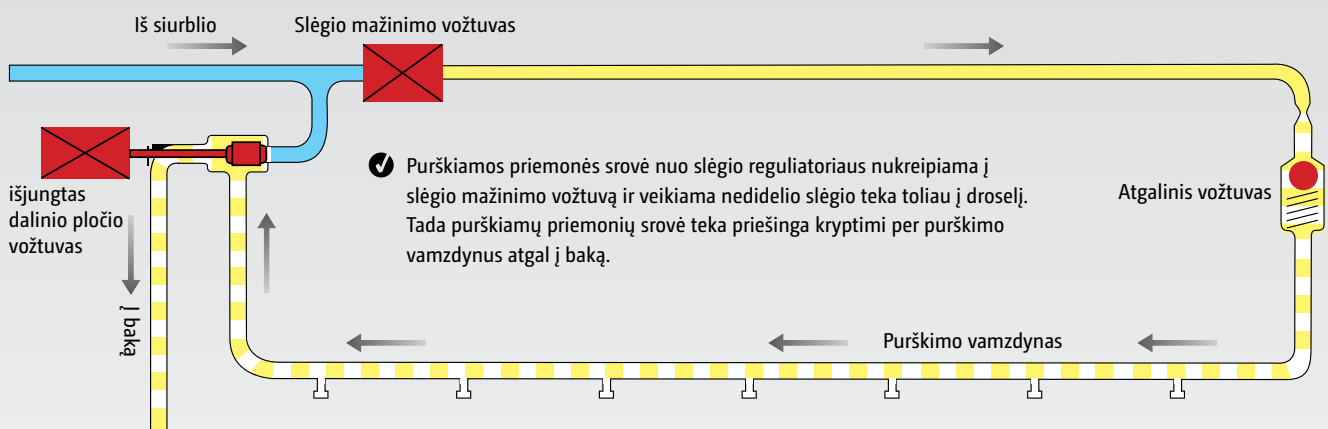 Iš siurblio
Slėgio mažinimo vožtuvas
išjungtas
dalinio pločio
vožtuvas
Purškiamos priemonės srovė nuo slėgio reguliatoriaus nukreipiama į
slėgio mažinimo vožtuvą ir veikiama nedidelio slėgio teka toliau į droselį.
Tada purškiamų priemonių srovė teka priešinga kryptimi per purškimo
vamzdynus atgal į baką.
Atgalinis vožtuvas
Į baką
Purškimo vamzdynas